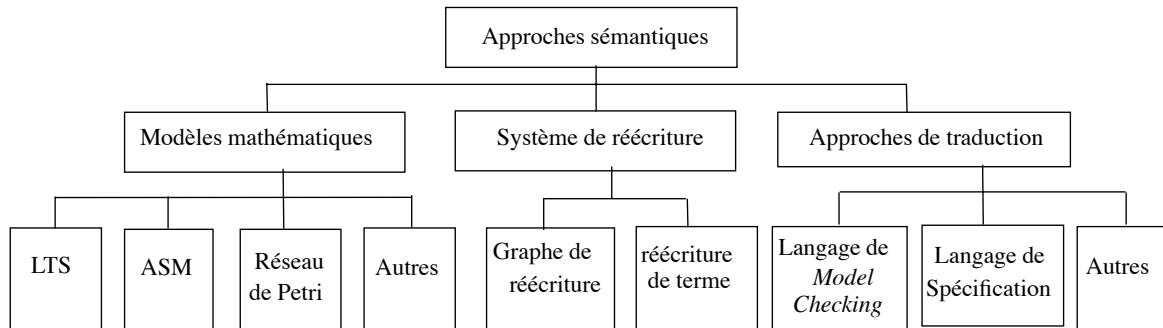 Approches sémantiques
Modèles mathématiques
Système de réécriture
Approches de traduction
LTS
ASM
Réseau
de Petri
Autres
Graphe de
réécriture
réécriture
de terme
Langage de
Model
Checking
Langage de
Spécification
Autres